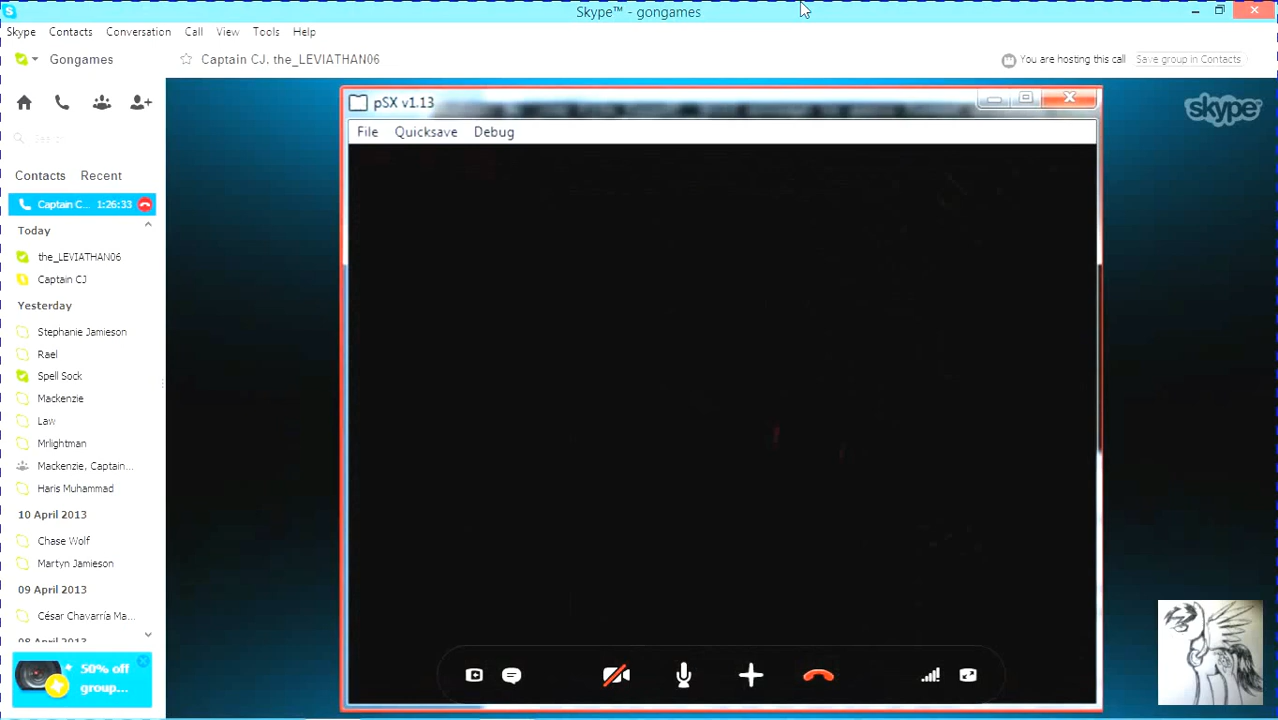 Skype™ - gongames
Skype Contacts Conversation Call View Tools Help
Gongames
Captain CJ. the_LEVIATHAN06
You are hosting this call
Save group in Contacts
skype
pSX v1.13
File Quicksave Debug
Contacts Recent
Captain C... 1:26:33
Today
the_LEVIATHAN06
Captain CJ
Yesterday
Stephanie Jamieson
Rael
Spell Sock
Mackenzie
Law
Mrlightman
Mackenzie, Captain...
Haris Muhammad
10 April 2013
Chase Wolf
Martyn Jamieson
09 April 2013
César Chavarría Ma...
08 April 2013
50% off
group...